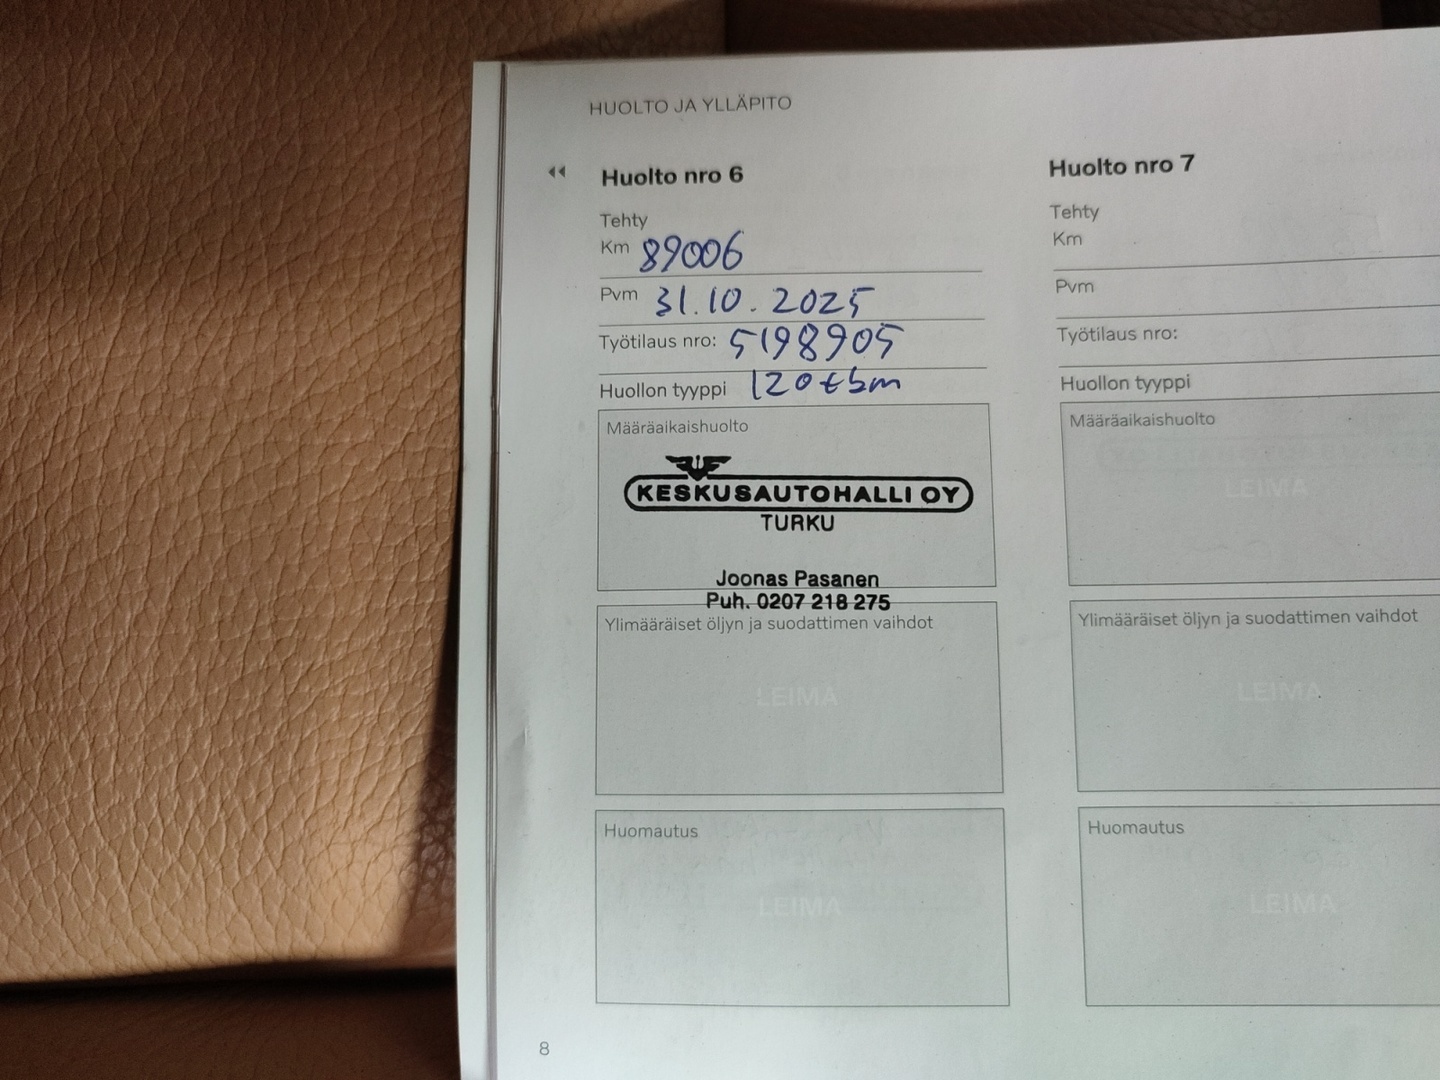 HUOLTO JA YLLÄPITO
Huolto nro 6
Tehty
Km 89006
Pvm 31.10.2025
Työtilaus nro: 5198905
Huollon tyyppi 120tkm
Määräaikaishuolto
KESKUSAUTOHALLI OY
TURKU
Joonas Pasanen
Puh. 0207 218 275
Ylimääräiset öljyn ja suodattimen vaihdot
LEIMA
Huomautus
LEIMA
8
Huolto nro 7
Tehty
Km
Pvm
Työtilaus nro:
Huollon tyyppi
Määräaikaishuolto
LEIMA
Ylimääräiset öljyn ja suodattimen vaihdot
LEIMA
Huomautus
LEIMA